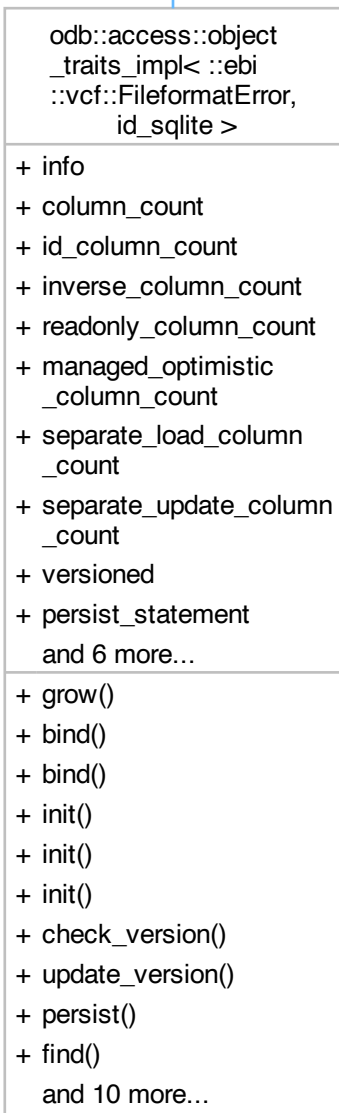 odb::access::object
_traits_impl< ::ebi
::vcf::FileformatError,
id_sqlite >
+ info
+ column_count
+ id_column_count
+ inverse_column_count
+ readonly_column_count
+ managed_optimistic
_column_count
+ separate_load_column
_count
+ separate_update_column
_count
+ versioned
+ persist_statement
and 6 more...
+ grow()
+ bind()
+ bind()
+ init()
+ init()
+ init()
+ check_version()
+ update_version()
+ persist()
+ find()
and 10 more...